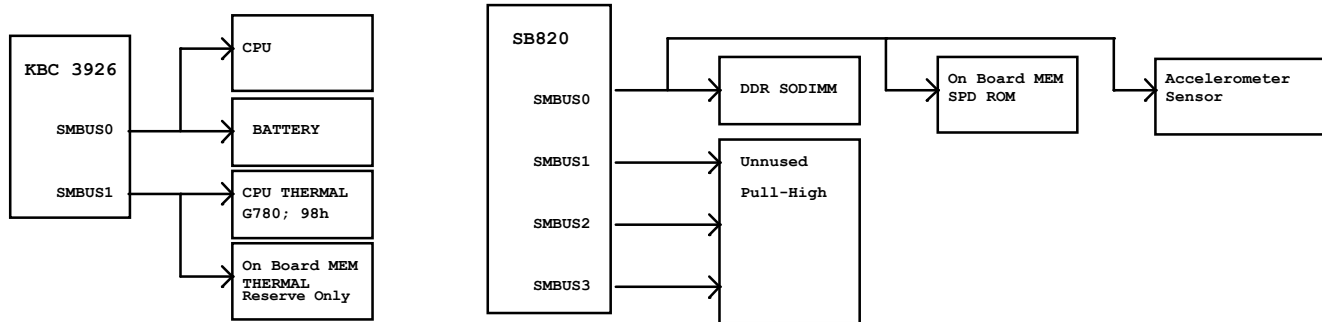 KBC 3926
SMBUS0
SMBUS1
CPU
BATTERY
CPU THERMAL
G780; 98h
On Board MEM
THERMAL
Reserve Only
SB820
SMBUS0
SMBUS1
SMBUS2
SMBUS3
DDR SODIMM
Unnused
Pull-High
On Board MEM
SPD ROM
Accelerometer
Sensor